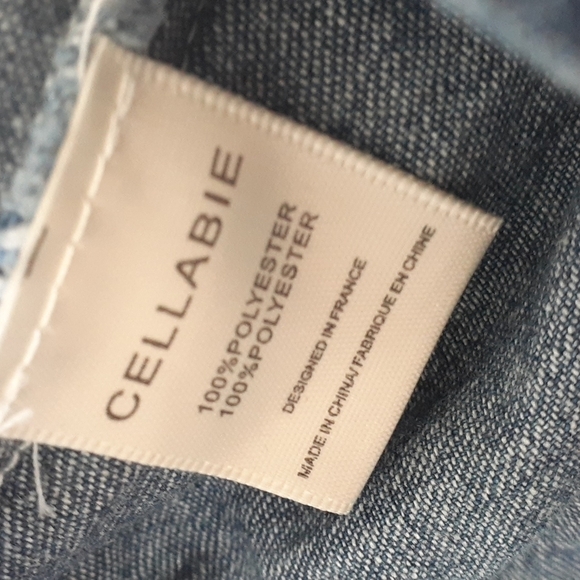 CELLABIE
100%POLYESTER
100%POLYESTER
DESIGNED IN FRANCE
MADE IN CHINA/ FABRIQUE EN CHINE